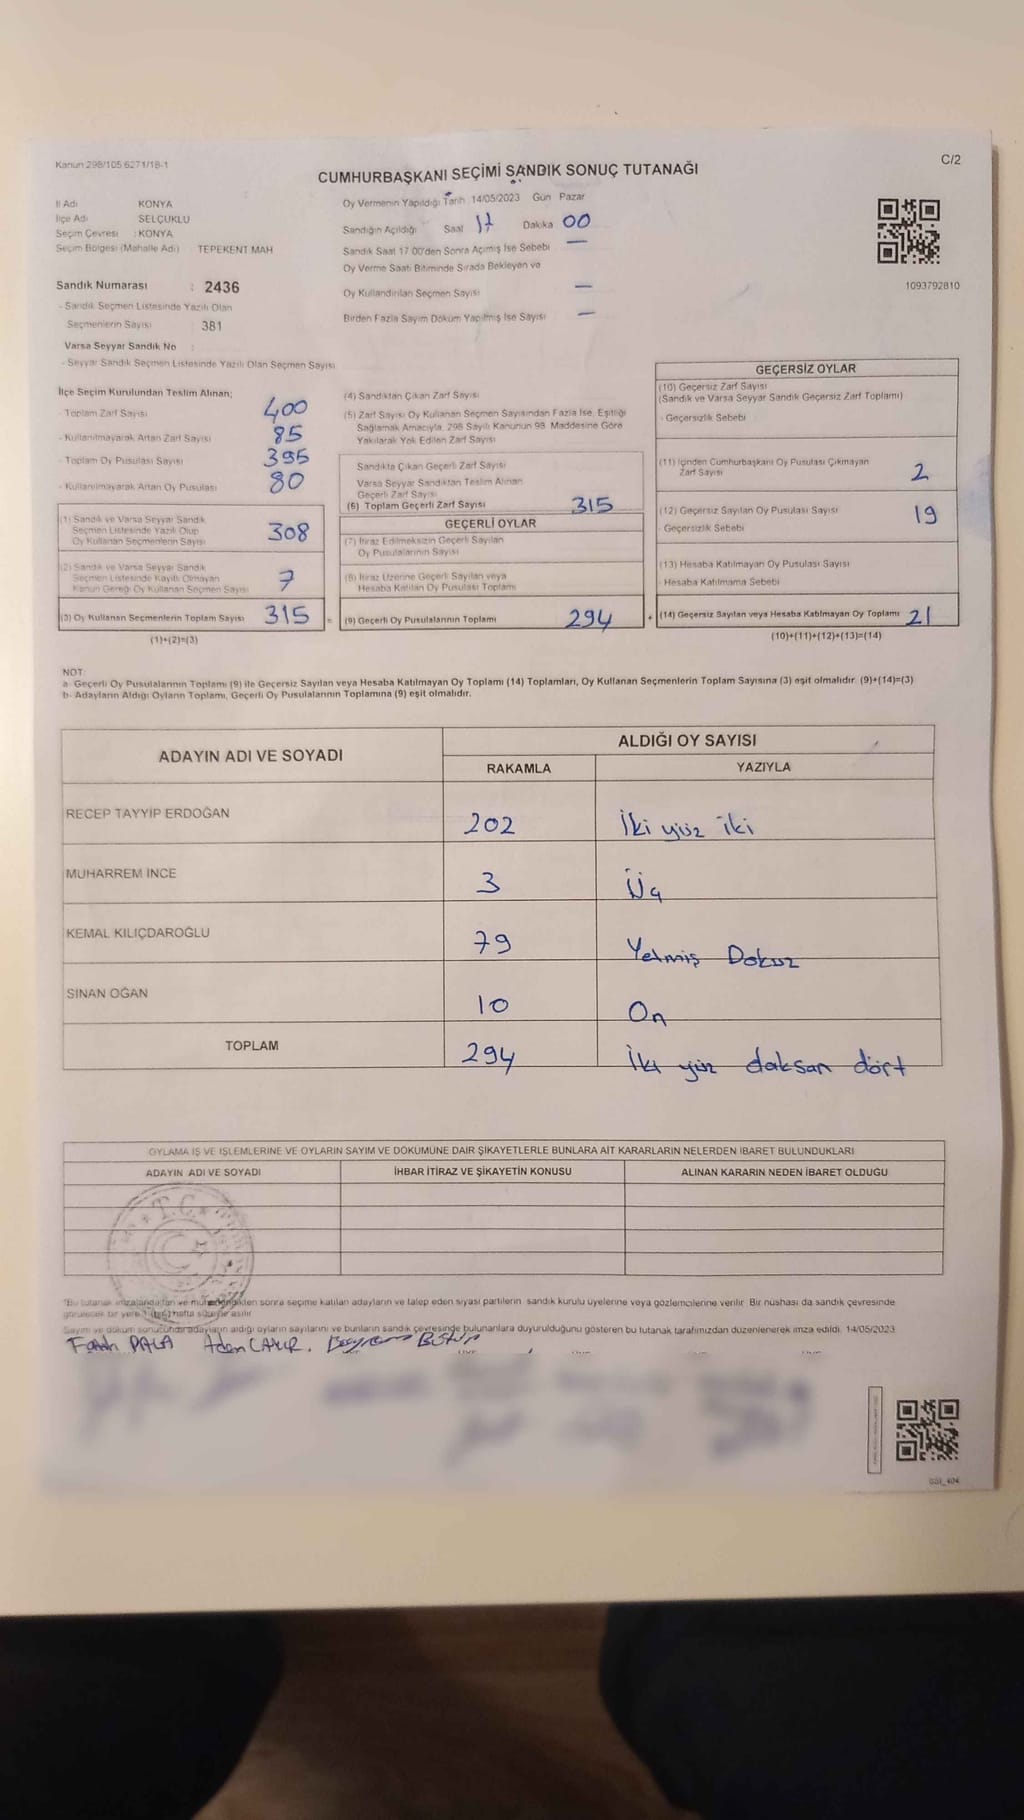 Kanun 298/105 6271/18-1
C/2
CUMHURBAŞKANI SEÇİMİ SANDIK SONUÇ TUTANAĞI
İl Adı KONYA
İlçe Adı SELÇUKLU
Seçim Çevresi : KONYA
Seçim Bölgesi (Mahalle Adı) TEPEKENT MAH
Oy Vermenin Yapıldığı Tarih 14/05/2023 Gün Pazar
Sandığın Açıldığı Saat 17 Dakika 00
Sandık Saat 17 00'den Sonra Açılmış İse Sebebi —
Oy Verme Saati Bitiminde Sırada Bekleyen ve
Oy Kullandırılan Seçmen Sayısı —
Birden Fazla Sayım Döküm Yapılmış İse Sayısı —
1093792810
Sandık Numarası : 2436
- Sandık Seçmen Listesinde Yazılı Olan
Seçmenlerin Sayısı : 381
Varsa Seyyar Sandık No :
- Seyyar Sandık Seçmen Listesinde Yazılı Olan Seçmen Sayısı
İlçe Seçim Kurulundan Teslim Alınan;
- Toplam Zarf Sayısı 400
- Kullanılmayarak Artan Zarf Sayısı 85
- Toplam Oy Pusulası Sayısı 395
- Kullanılmayarak Artan Oy Pusulası 80
(1) Sandık ve Varsa Seyyar Sandık
Seçmen Listesinde Yazılı Olup
Oy Kullanan Seçmenlerin Sayısı 308
(2) Sandık ve Varsa Seyyar Sandık
Seçmen Listesinde Kayıtlı Olmayan
Kanun Gereği Oy Kullanan Seçmen Sayısı 7
(3) Oy Kullanan Seçmenlerin Toplam Sayısı 315 =
(1)+(2)=(3)
(4) Sandıktan Çıkan Zarf Sayısı
(5) Zarf Sayısı Oy Kullanan Seçmen Sayısından Fazla İse, Eşitliği
Sağlamak Amacıyla, 298 Sayılı Kanunun 98. Maddesine Göre
Yakılarak Yok Edilen Zarf Sayısı
Sandıkta Çıkan Geçerli Zarf Sayısı
Varsa Seyyar Sandıktan Teslim Alınan
Geçerli Zarf Sayısı
(6) Toplam Geçerli Zarf Sayısı 315
GEÇERLİ OYLAR
(7) İtiraz Edilmeksizin Geçerli Sayılan
Oy Pusulalarının Sayısı
(8) İtiraz Üzerine Geçerli Sayılan veya
Hesaba Katılan Oy Pusulası Toplamı
(9) Geçerli Oy Pusulalarının Toplamı 294 +
GEÇERSİZ OYLAR
(10) Geçersiz Zarf Sayısı
(Sandık ve Varsa Seyyar Sandık Geçersiz Zarf Toplamı)
- Geçersizlik Sebebi
(11) İçinden Cumhurbaşkanı Oy Pusulası Çıkmayan
Zarf Sayısı 2
(12) Geçersiz Sayılan Oy Pusulası Sayısı 19
- Geçersizlik Sebebi
(13) Hesaba Katılmayan Oy Pusulası Sayısı
- Hesaba Katılmama Sebebi
(14) Geçersiz Sayılan veya Hesaba Katılmayan Oy Toplamı 21
(10)+(11)+(12)+(13)=(14)
NOT:
a- Geçerli Oy Pusulalarının Toplamı (9) ile Geçersiz Sayılan veya Hesaba Katılmayan Oy Toplamı (14) Toplamları, Oy Kullanan Seçmenlerin Toplam Sayısına (3) eşit olmalıdır. (9)+(14)=(3)
b- Adayların Aldığı Oyların Toplamı, Geçerli Oy Pusulalarının Toplamına (9) eşit olmalıdır.
ADAYIN ADI VE SOYADI ALDIĞI OY SAYISI
RAKAMLA YAZIYLA
RECEP TAYYİP ERDOĞAN 202 İki yüz iki
MUHARREM İNCE 3 Üç
KEMAL KILIÇDAROĞLU 79 Yetmiş Dokuz
SİNAN OĞAN 10 On
TOPLAM 294 İki yüz daksan dört
OYLAMA İŞ VE İŞLEMLERİNE VE OYLARIN SAYIM VE DÖKÜMÜNE DAİR ŞİKAYETLERLE BUNLARA AİT KARARLARIN NELERDEN İBARET BULUNDUKLARI
ADAYIN ADI VE SOYADI İHBAR İTİRAZ VE ŞİKAYETİN KONUSU ALINAN KARARIN NEDEN İBARET OLDUĞU
T.C.
*Bu tutanak imzalandıktan ve mühürlendikten sonra seçime katılan adayların ve talep eden siyasi partilerin sandık kurulu üyelerine veya gözlemcilerine verilir. Bir nüshası da sandık çevresinde
görülecek bir yere 1 (bir) hafta süreyle asılır
Sayım ve döküm sonucunda adayların aldığı oyların sayılarını ve bunların sandık çevresinde bulunanlara duyurulduğunu gösteren bu tutanak tarafımızdan düzenlenerek imza edildi. 14/05/2023
PALA